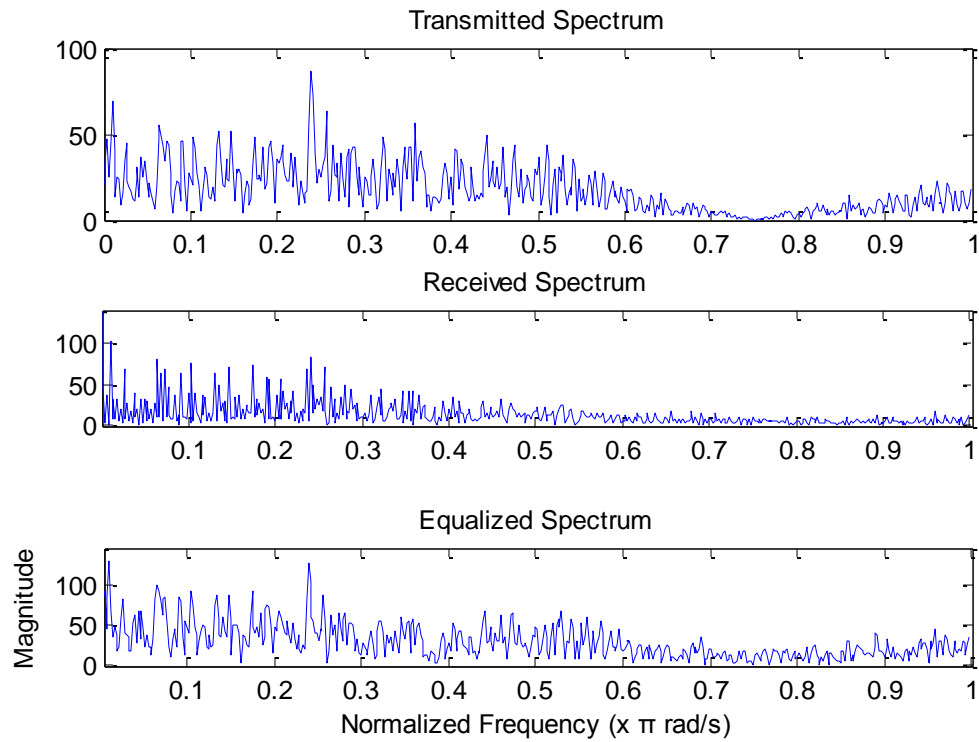 Transmitted Spectrum
100
50
0
0 0.1 0.2 0.3 0.4 0.5 0.6 0.7 0.8 0.9 1
Received Spectrum
100
50
0
0.1 0.2 0.3 0.4 0.5 0.6 0.7 0.8 0.9 1
Equalized Spectrum
Magnitude
100
50
0
0.1 0.2 0.3 0.4 0.5 0.6 0.7 0.8 0.9 1
Normalized Frequency (x π rad/s)